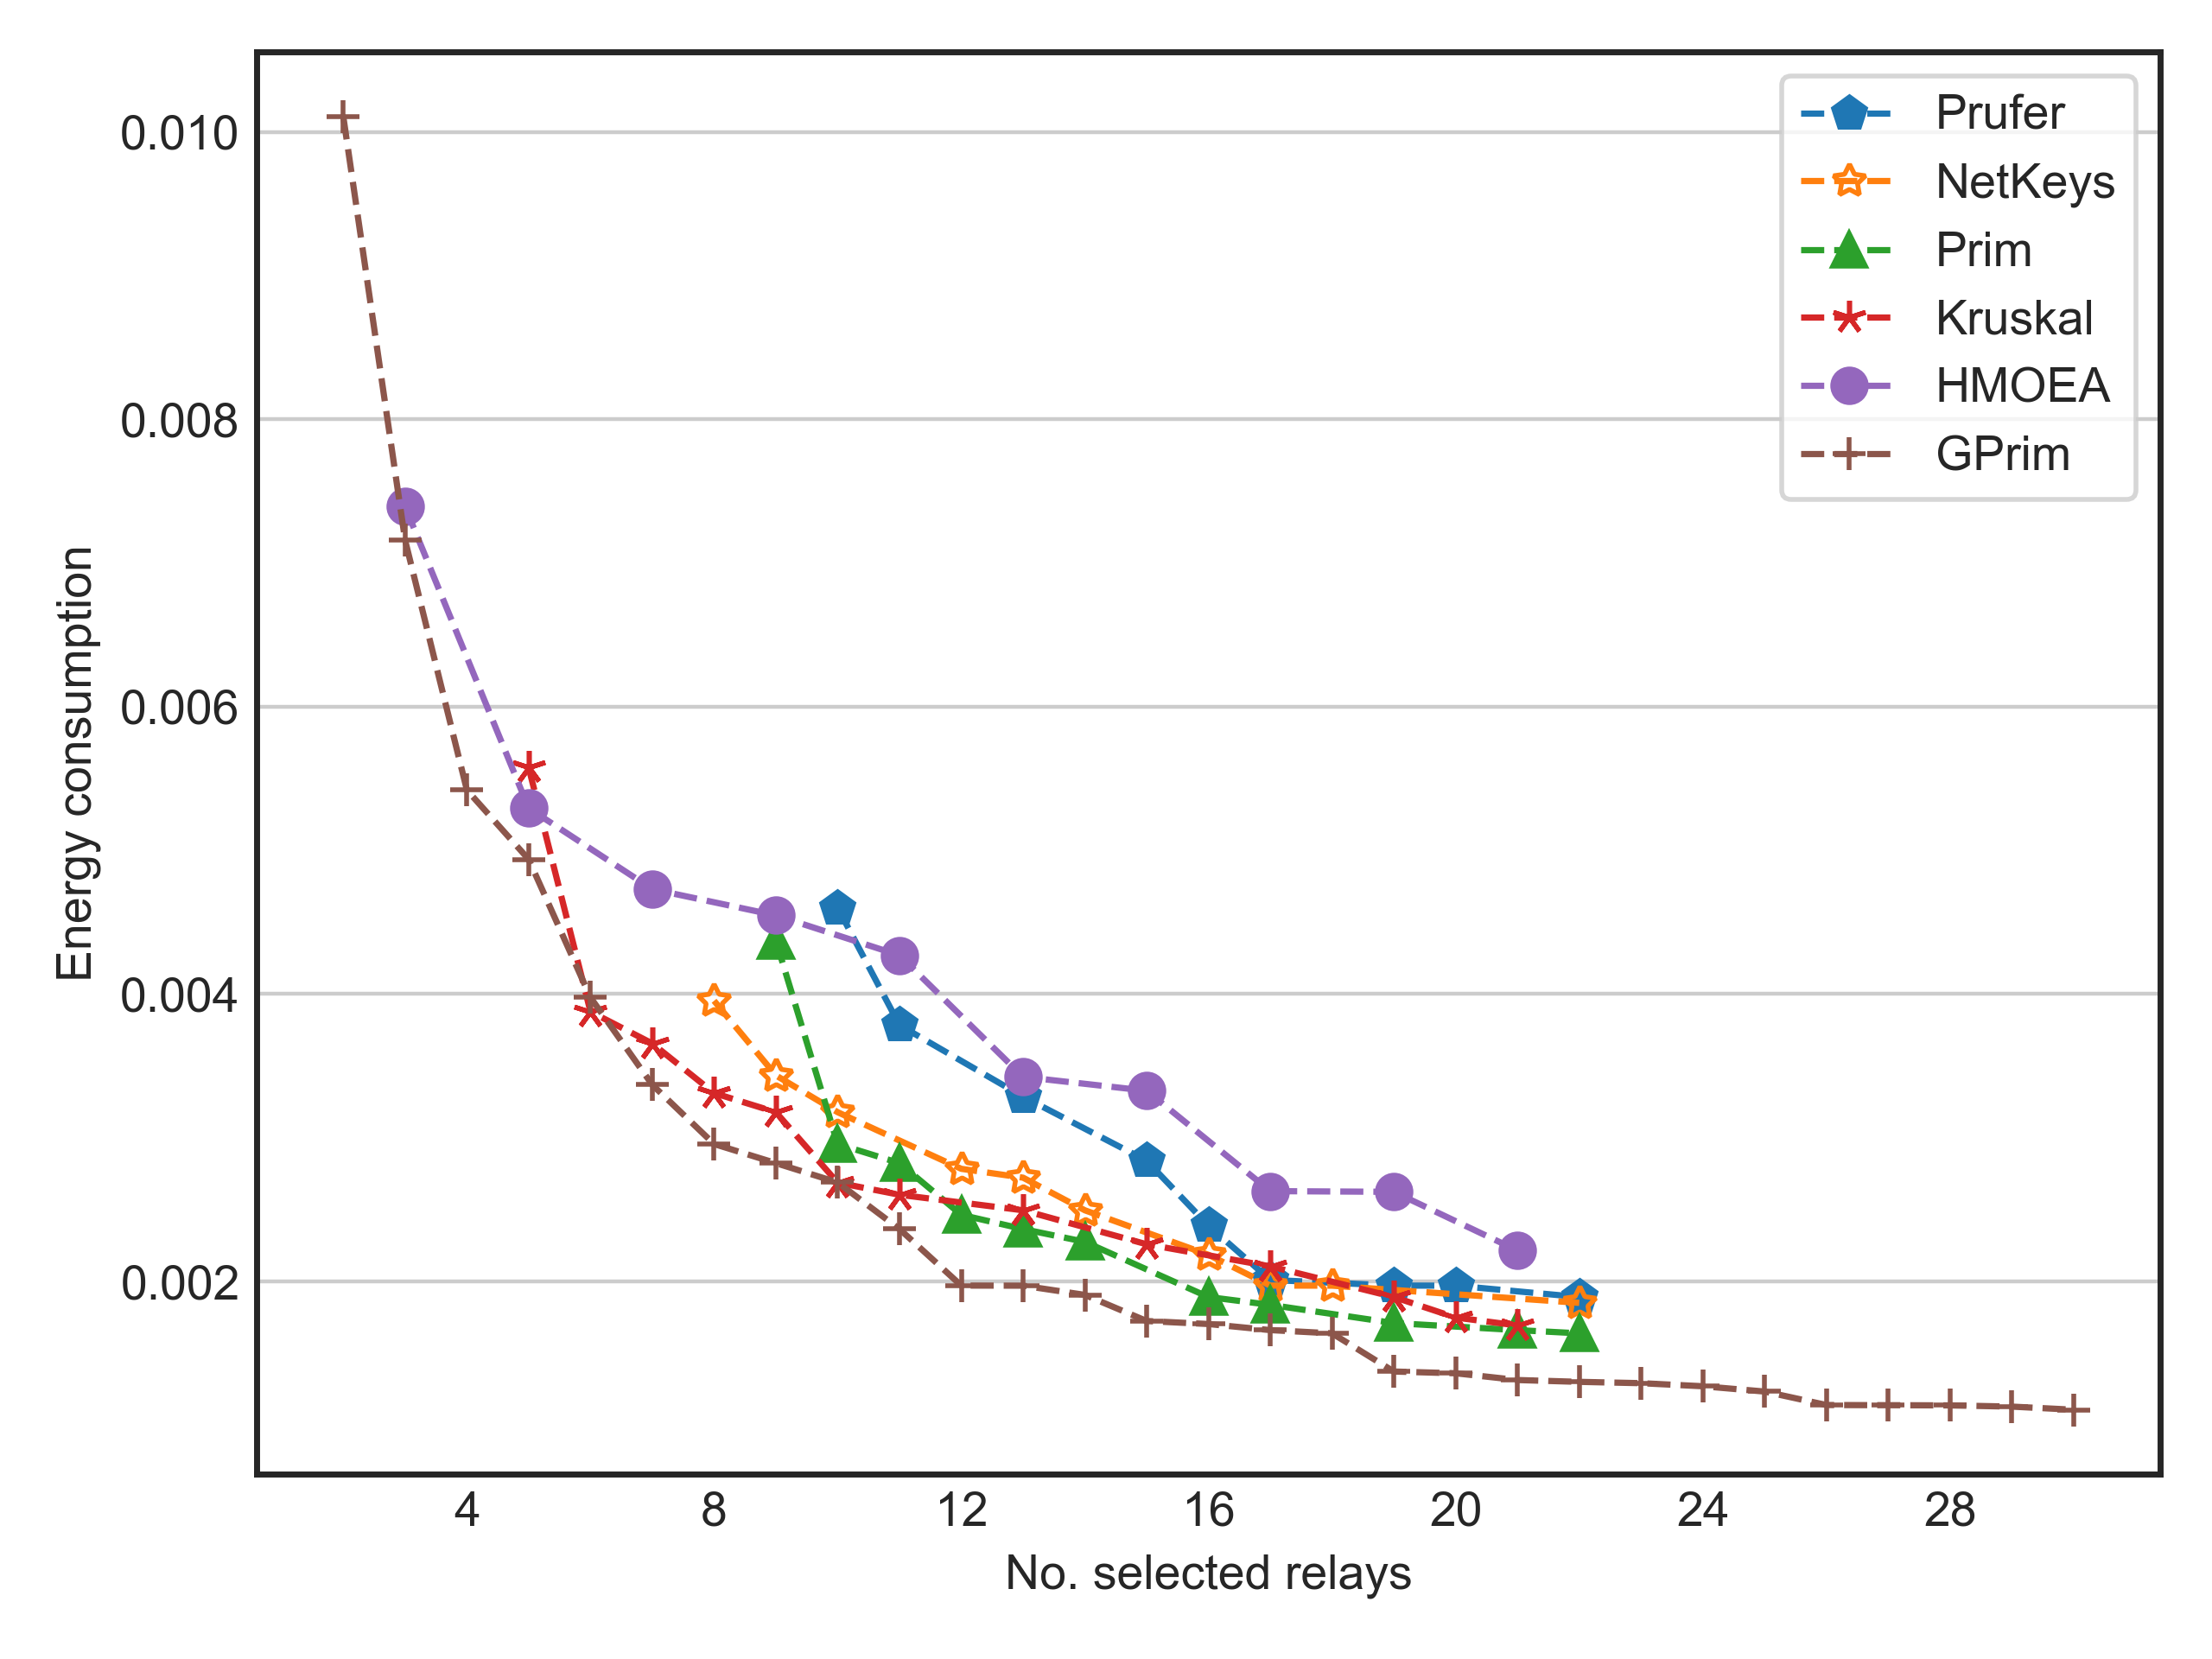 Energy consumption
0.010
0.008
0.006
0.004
0.002
4 8 12 16 20 24 28
No. selected relays
Prufer
NetKeys
Prim
Kruskal
HMOEA
GPrim